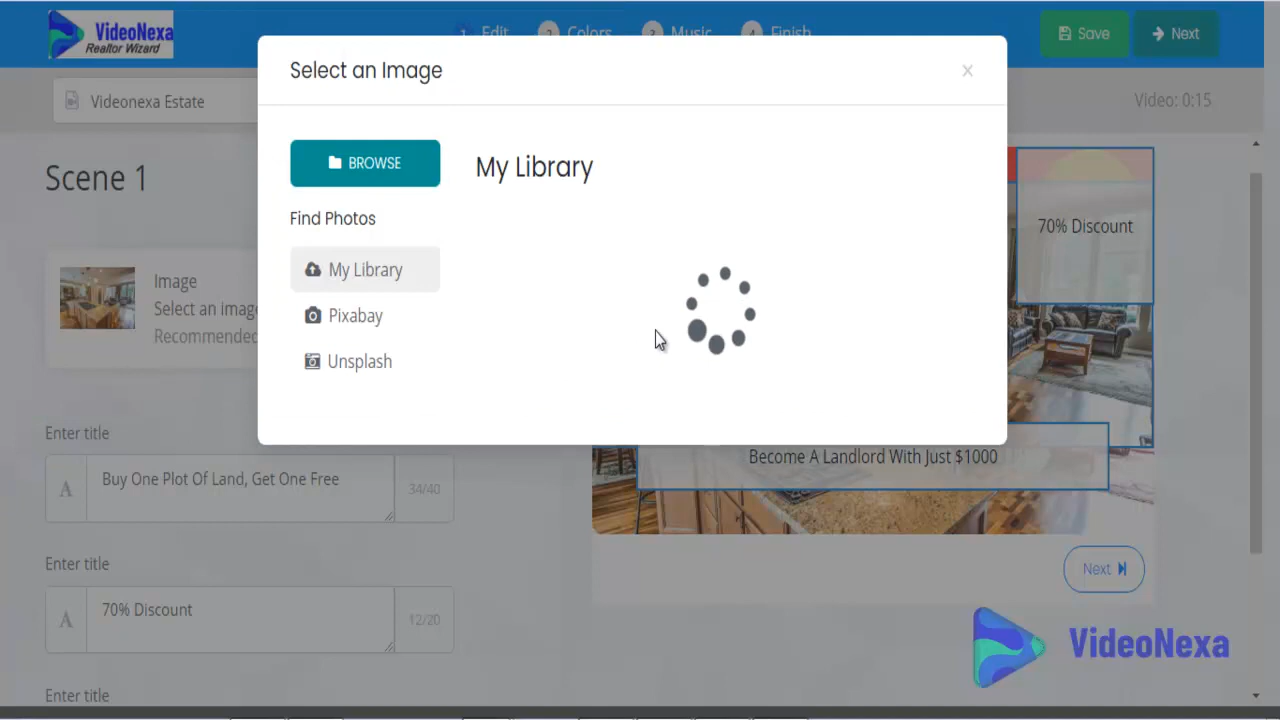 VideoNexa
Realtor Wizard
1 Edit
2 Colors
3 Music
4 Finish
Save
Next
Videonexa Estate
Video: 0:15
Select an Image
×
BROWSE
My Library
Find Photos
My Library
Pixabay
Unsplash
Scene 1
Image
Select an image
Recommended
Enter title
A
Buy One Plot Of Land, Get One Free
34/40
Enter title
A
70% Discount
12/20
Enter title
70% Discount
Become A Landlord With Just $1000
Next
VideoNexa